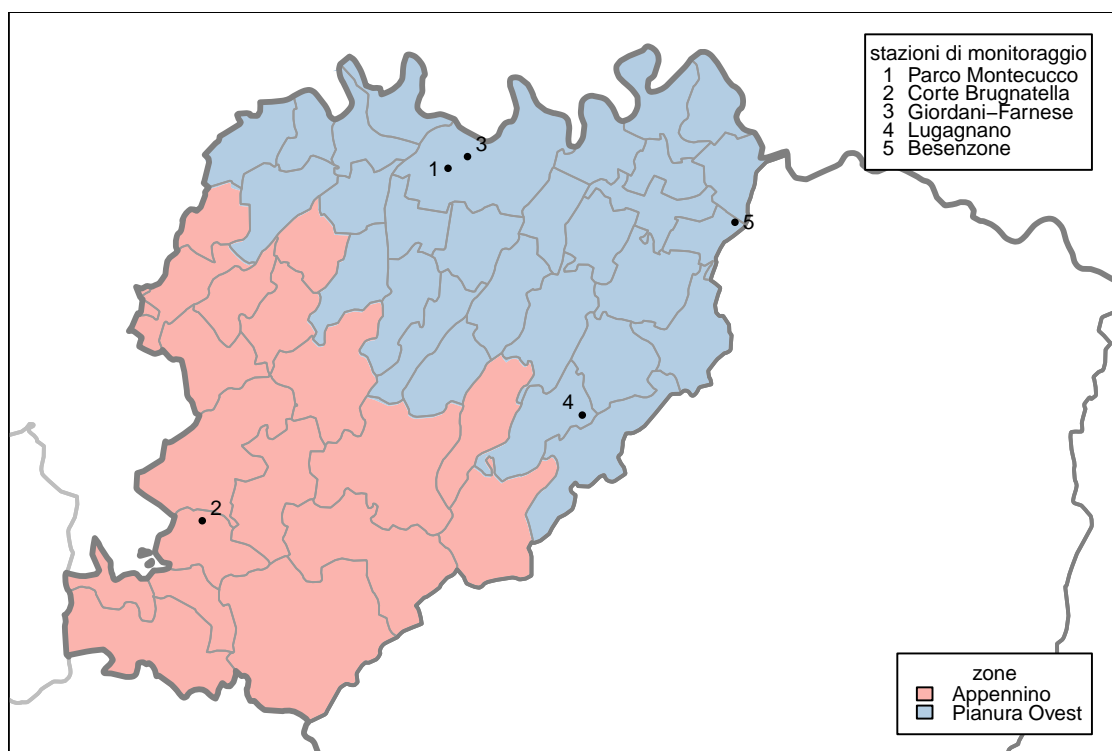 stazioni di monitoraggio
1 Parco Montecucco
2 Corte Brugnatella
3 Giordani−Farnese
4 Lugagnano
5 Besenzone
3
1
5
4
2
zone
Appennino
Pianura Ovest